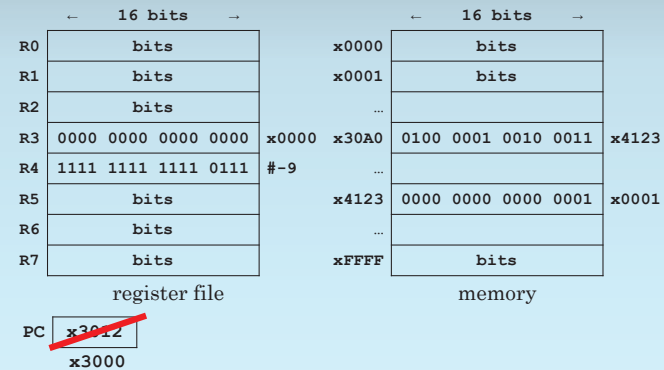 ← 16 bits → ← 16 bits →
R0 bits x0000 bits
R1 bits x0001 bits
R2 bits …
R3 0000 0000 0000 0000 x0000 x30A0 0100 0001 0010 0011 x4123
R4 1111 1111 1111 0111 #-9 …
R5 bits x4123 0000 0000 0000 0001 x0001
R6 bits …
R7 bits xFFFF bits
register file memory
PC x3012
x3000